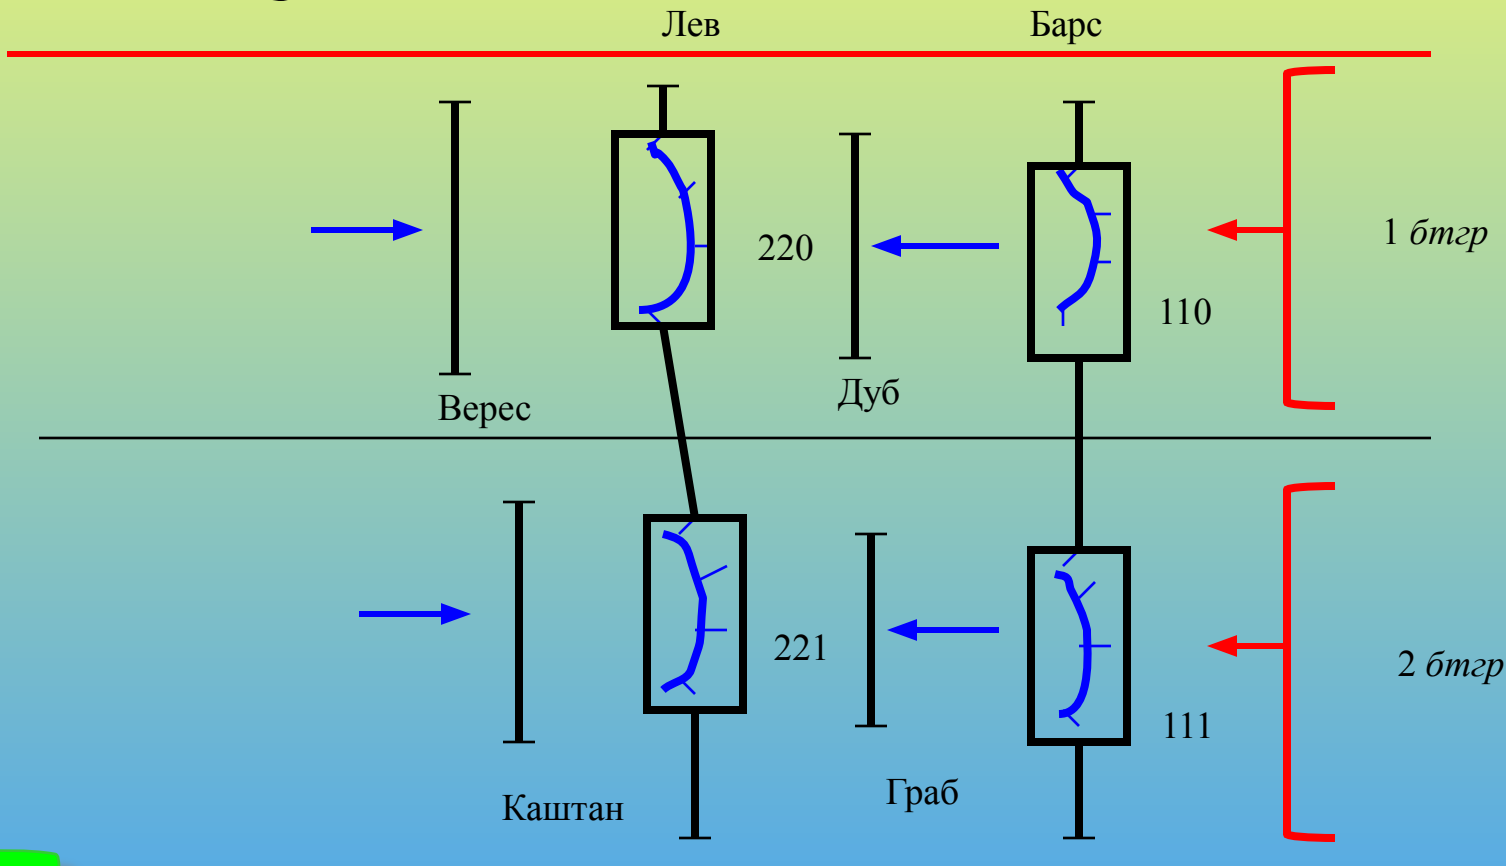 Лев
Барс
220
110
1 бтгр
Верес
Дуб
221
111
2 бтгр
Каштан
Граб